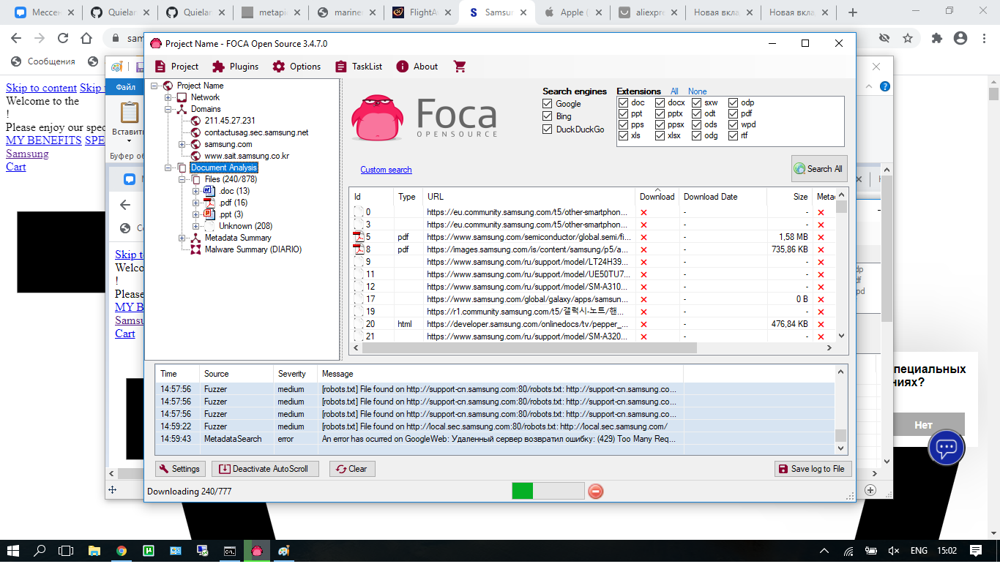 Мессен
Quielar
Quielar
metapie
mariner
FlightA
Samsur
Apple (
aliexpre
Новая вкла
Новая вкла
sam
Сообщения
Skip to content Skip to
Welcome to the
!
Please enjoy our spec
MY BENEFITS SPE
Samsung
Cart
Файл
Вставить
Буфер об
Skip to
Welco
!
Please
MY B
Samsu
Cart
Project Name - FOCA Open Source 3.4.7.0
Project Plugins Options TaskList About
Project Name
Network
Domains
211.45.27.231
contactusag.sec.samsung.net
samsung.com
www.sait.samsung.co.kr
Document Analysis
Files (240/878)
.doc (13)
.pdf (16)
.ppt (3)
Unknown (208)
Metadata Summary
Malware Summary (DIARIO)
Foca
OPENSOURCE
Search engines
Google
Bing
DuckDuckGo
Extensions All None
doc docx sxw odp
ppt pptx odt pdf
pps ppsx ods wpd
xls xlsx odg rtf
Custom search
Search All
Id Type URL Download Download Date Size Metad
0 https://eu.community.samsung.com/t5/other-smartphon... -  -
3 https://eu.community.samsung.com/t5/other-smartphon... -  -
5 pdf https://www.samsung.com/semiconductor/global.semi/fi... - 1,58 MB
8 pdf https://images.samsung.com/is/content/samsung/p5/a... - 735,86 KB
9 https://www.samsung.com/ru/support/model/LT24H39... -  -
11 https://www.samsung.com/ru/support/model/UE50TU7... -  -
12 https://www.samsung.com/ru/support/model/SM-A310... -  -
17 https://www.samsung.com/global/galaxy/apps/samsun... - 0 B
19 https://r1.community.samsung.com/t5/갤럭시-노트/핸... -  -
20 html https://developer.samsung.com/onlinedocs/tv/pepper_... - 476,84 KB
21 https://www.samsung.com/ru/support/model/SM-A320... -  -
Time Source Severity Message
14:57:56 Fuzzer medium [robots.txt] File found on http://support-cn.samsung.com:80/robots.txt: http://support-cn.samsung.co...
14:57:56 Fuzzer medium [robots.txt] File found on http://support-cn.samsung.com:80/robots.txt: http://support-cn.samsung.co...
14:57:56 Fuzzer medium [robots.txt] File found on http://support-cn.samsung.com:80/robots.txt: http://support-cn.samsung.co...
14:59:22 Fuzzer medium [robots.txt] File found on http://local.sec.samsung.com:80/robots.txt: http://local.sec.samsung.com/
14:59:43 MetadataSearch error An error has ocurred on GoogleWeb: Удаленный сервер возвратил ошибку: (429) Too Many Req...
Settings Deactivate AutoScroll Clear Save log to File
Downloading 240/777
dp
df
pd
пециальных
ниях?
Нет
ENG 15:02